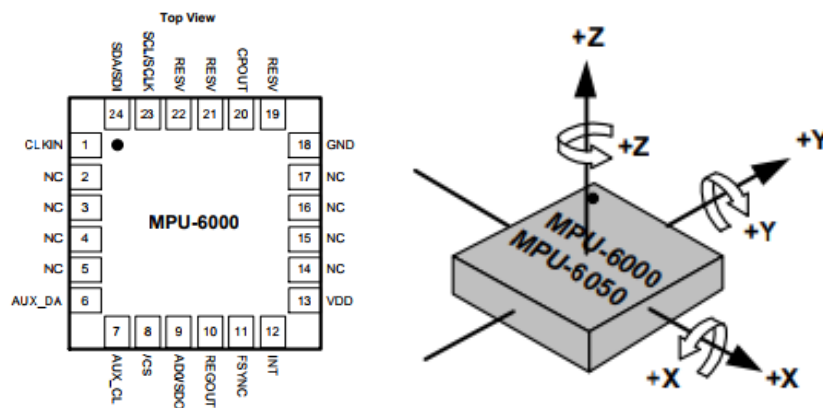 Top View
SDA/SDI
SCL/SCLK
RESV
RESV
CPOUT
RESV
24 23 22 21 20 19
CLKIN 1 18 GND
NC 2 17 NC
NC 3 16 NC
MPU-6000
NC 4 15 NC
NC 5 14 NC
AUX_DA 6 13 VDD
7 8 9 10 11 12
AUX_CL
/CS
AD0/SDO
REGOUT
FSYNC
INT
+Z
+Z
+Y
+Y
MPU-6000
MPU-6050
+X
+X